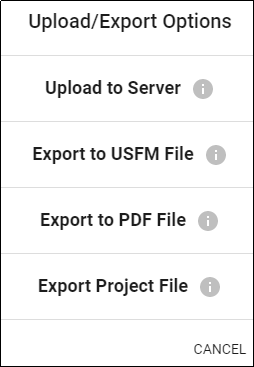 Upload/Export Options
Upload to Server
Export to USFM File
Export to PDF File
Export Project File
CANCEL